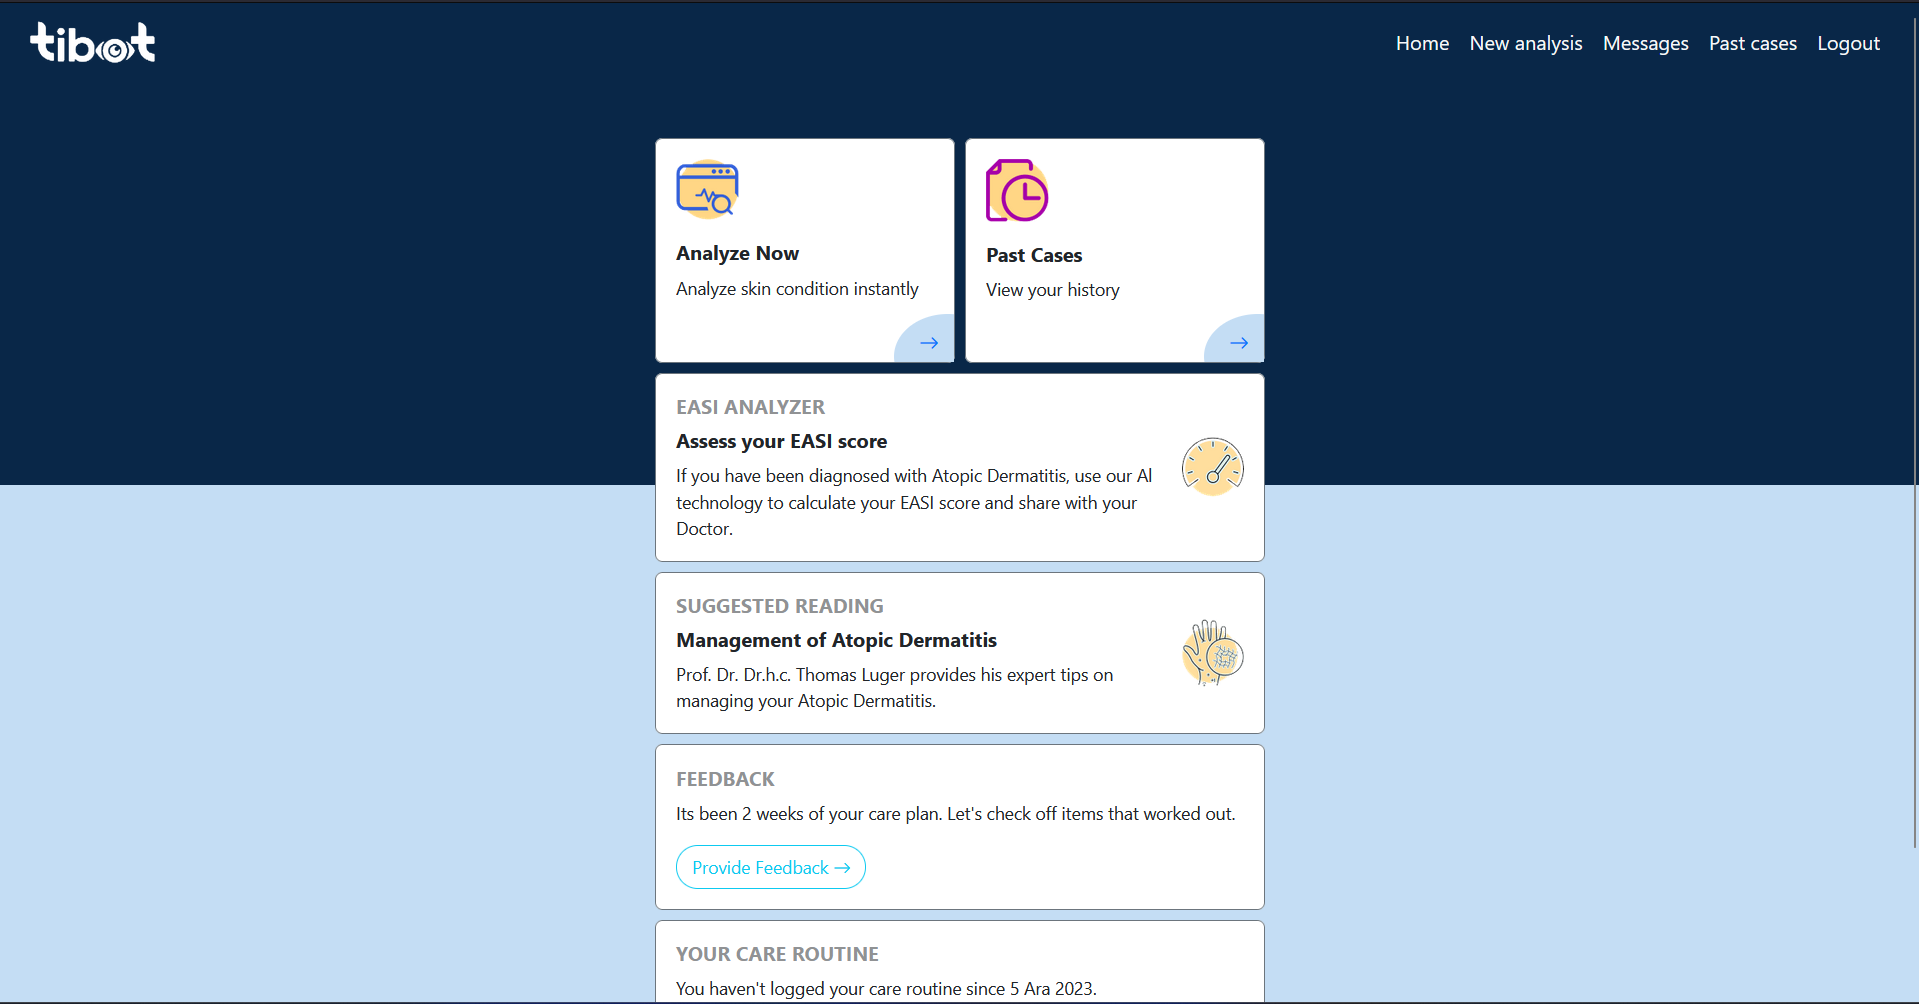 tibot
Home New analysis Messages Past cases Logout
Analyze Now
Analyze skin condition instantly
Past Cases
View your history
EASI ANALYZER
Assess your EASI score
If you have been diagnosed with Atopic Dermatitis, use our AI
technology to calculate your EASI score and share with your
Doctor.
SUGGESTED READING
Management of Atopic Dermatitis
Prof. Dr. Dr.h.c. Thomas Luger provides his expert tips on
managing your Atopic Dermatitis.
FEEDBACK
Its been 2 weeks of your care plan. Let's check off items that worked out.
Provide Feedback →
YOUR CARE ROUTINE
You haven't logged your care routine since 5 Ara 2023.